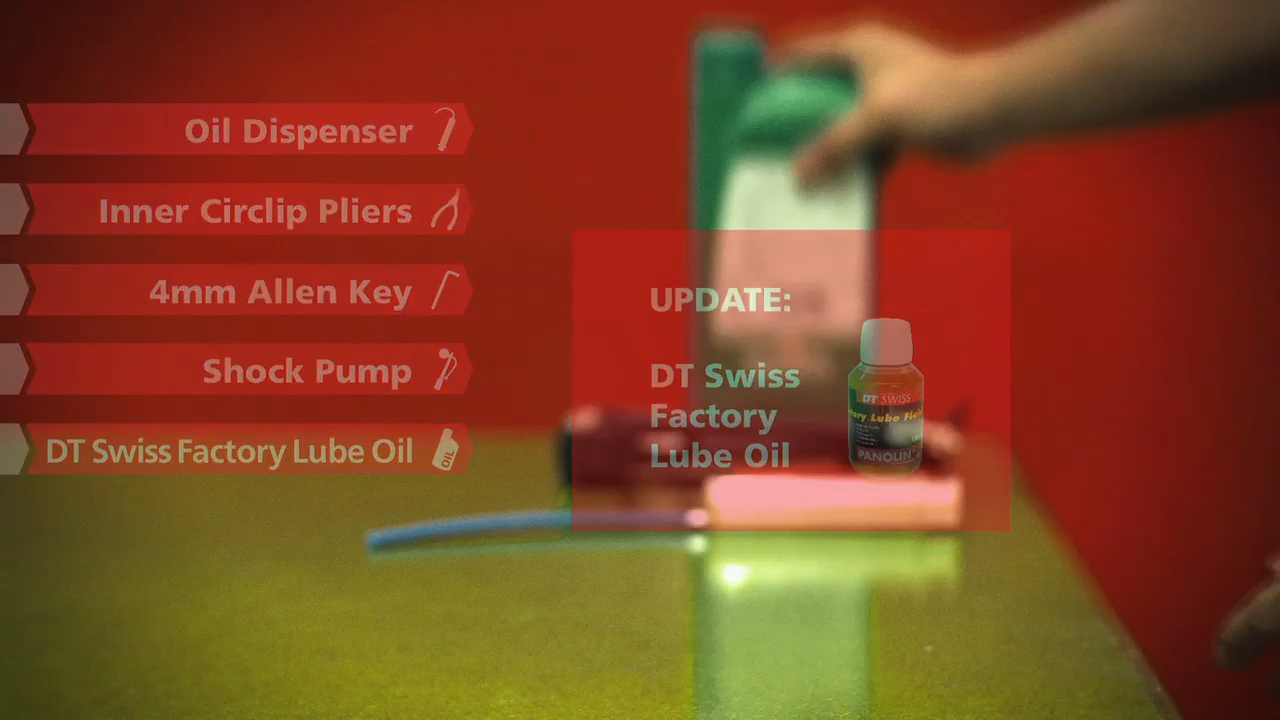 Oil Dispenser
Inner Circlip Pliers
4mm Allen Key
Shock Pump
DT Swiss Factory Lube Oil
OIL
UPDATE:
DT Swiss
Factory
Lube Oil
DT SWISS
PANOLIN